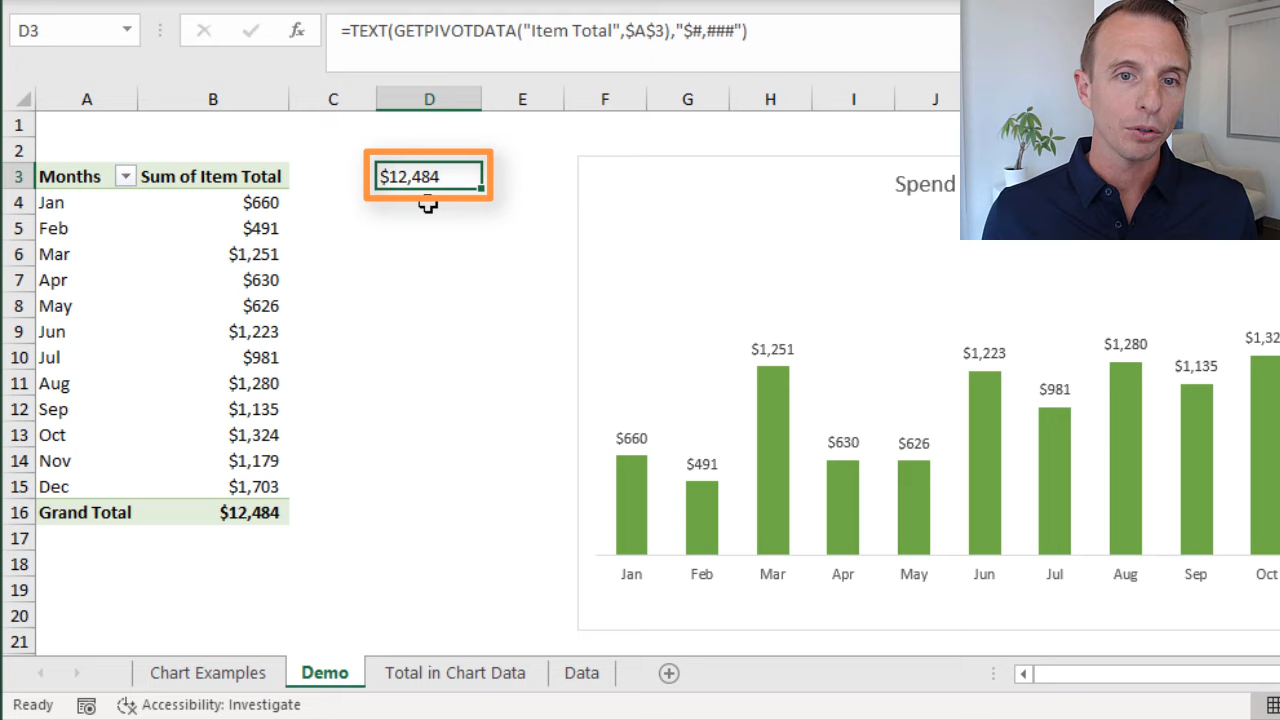 D3
fx
=TEXT(GETPIVOTDATA("Item Total",$A$3),"$#,###")
A B C D E F G H I J
1
2
3 Months Sum of Item Total $12,484
4 Jan $660
5 Feb $491
6 Mar $1,251
7 Apr $630
8 May $626
9 Jun $1,223
10 Jul $981
11 Aug $1,280
12 Sep $1,135
13 Oct $1,324
14 Nov $1,179
15 Dec $1,703
16 Grand Total $12,484
17
18
19
20
21
Spend
$660 $491 $1,251 $630 $626 $1,223 $981 $1,280 $1,135 $1,32
Jan Feb Mar Apr May Jun Jul Aug Sep Oct
Chart Examples Demo Total in Chart Data Data
Ready Accessibility: Investigate